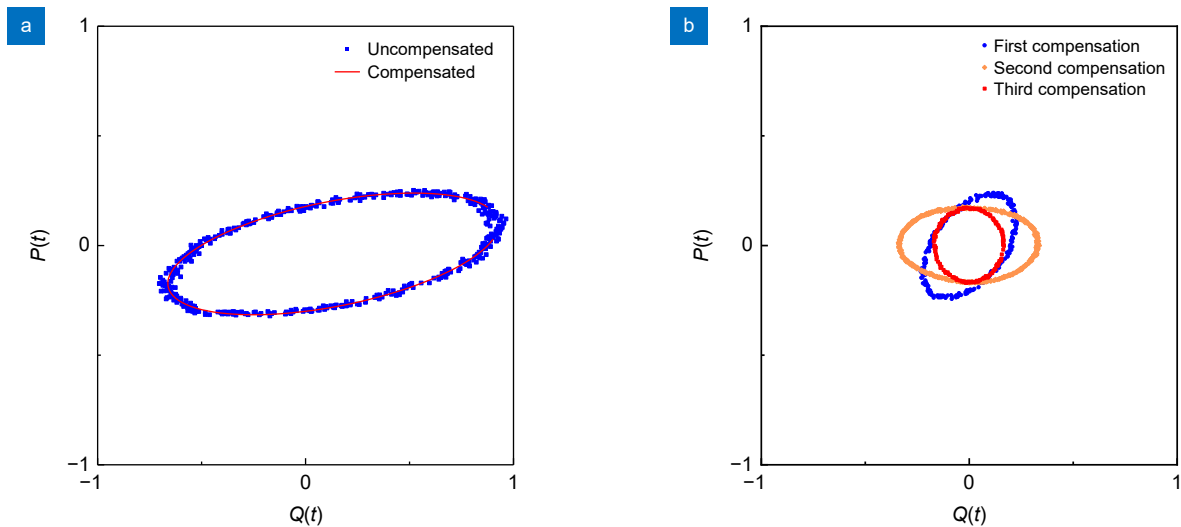 a
1
Uncompensated
Compensated
P(t)
0
−1
−1
0
1
Q(t)
b
1
First compensation
Second compensation
Third compensation
P(t)
0
−1
−1
0
1
Q(t)